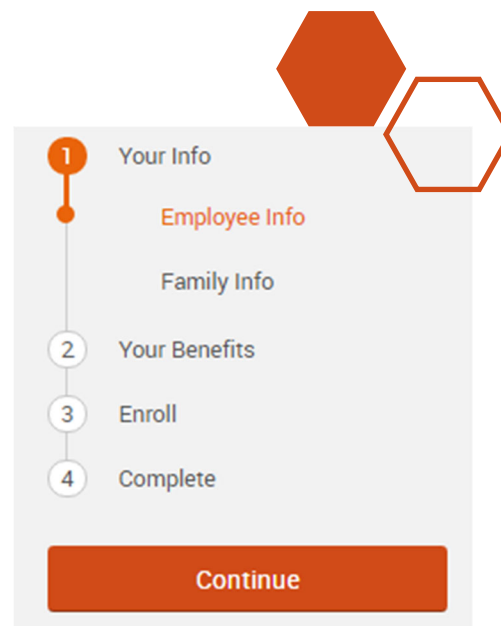 1 Your Info
Employee Info
Family Info
2 Your Benefits
3 Enroll
4 Complete
Continue